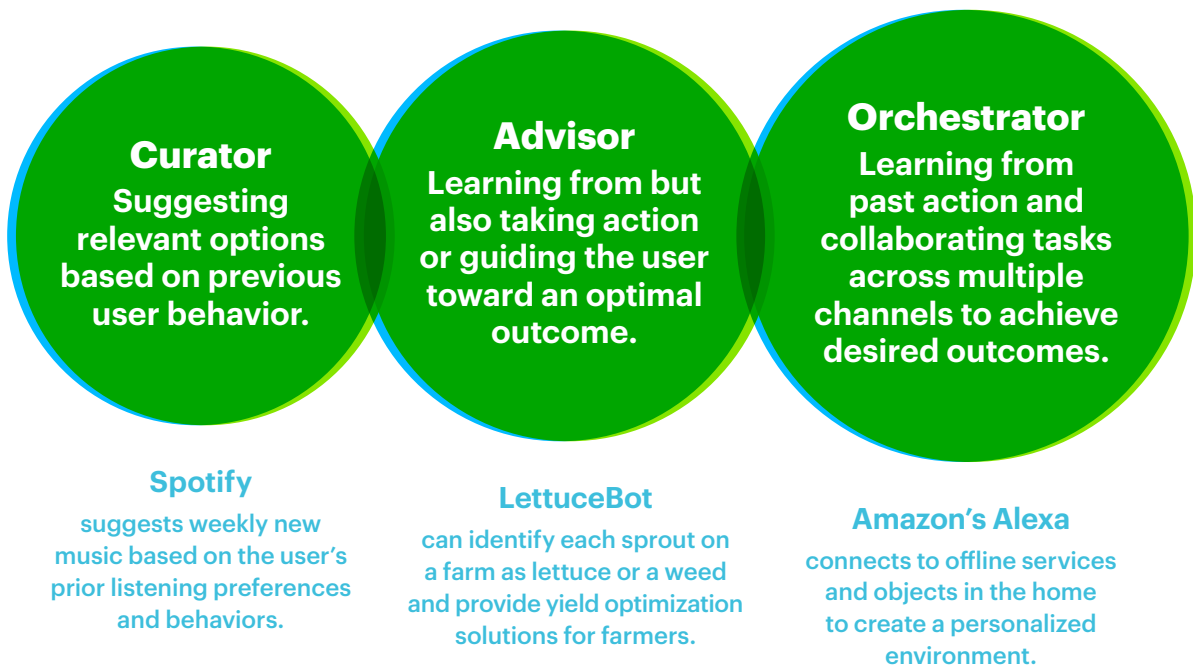 Curator
Suggesting
relevant options
based on previous
user behavior.
Advisor
Learning from but
also taking action
or guiding the user
toward an optimal
outcome.
Orchestrator
Learning from
past action and
collaborating tasks
across multiple
channels to achieve
desired outcomes.
Spotify
suggests weekly new
music based on the user’s
prior listening preferences
and behaviors.
LettuceBot
can identify each sprout on
a farm as lettuce or a weed
and provide yield optimization
solutions for farmers.
Amazon’s Alexa
connects to offline services
and objects in the home
to create a personalized
environment.